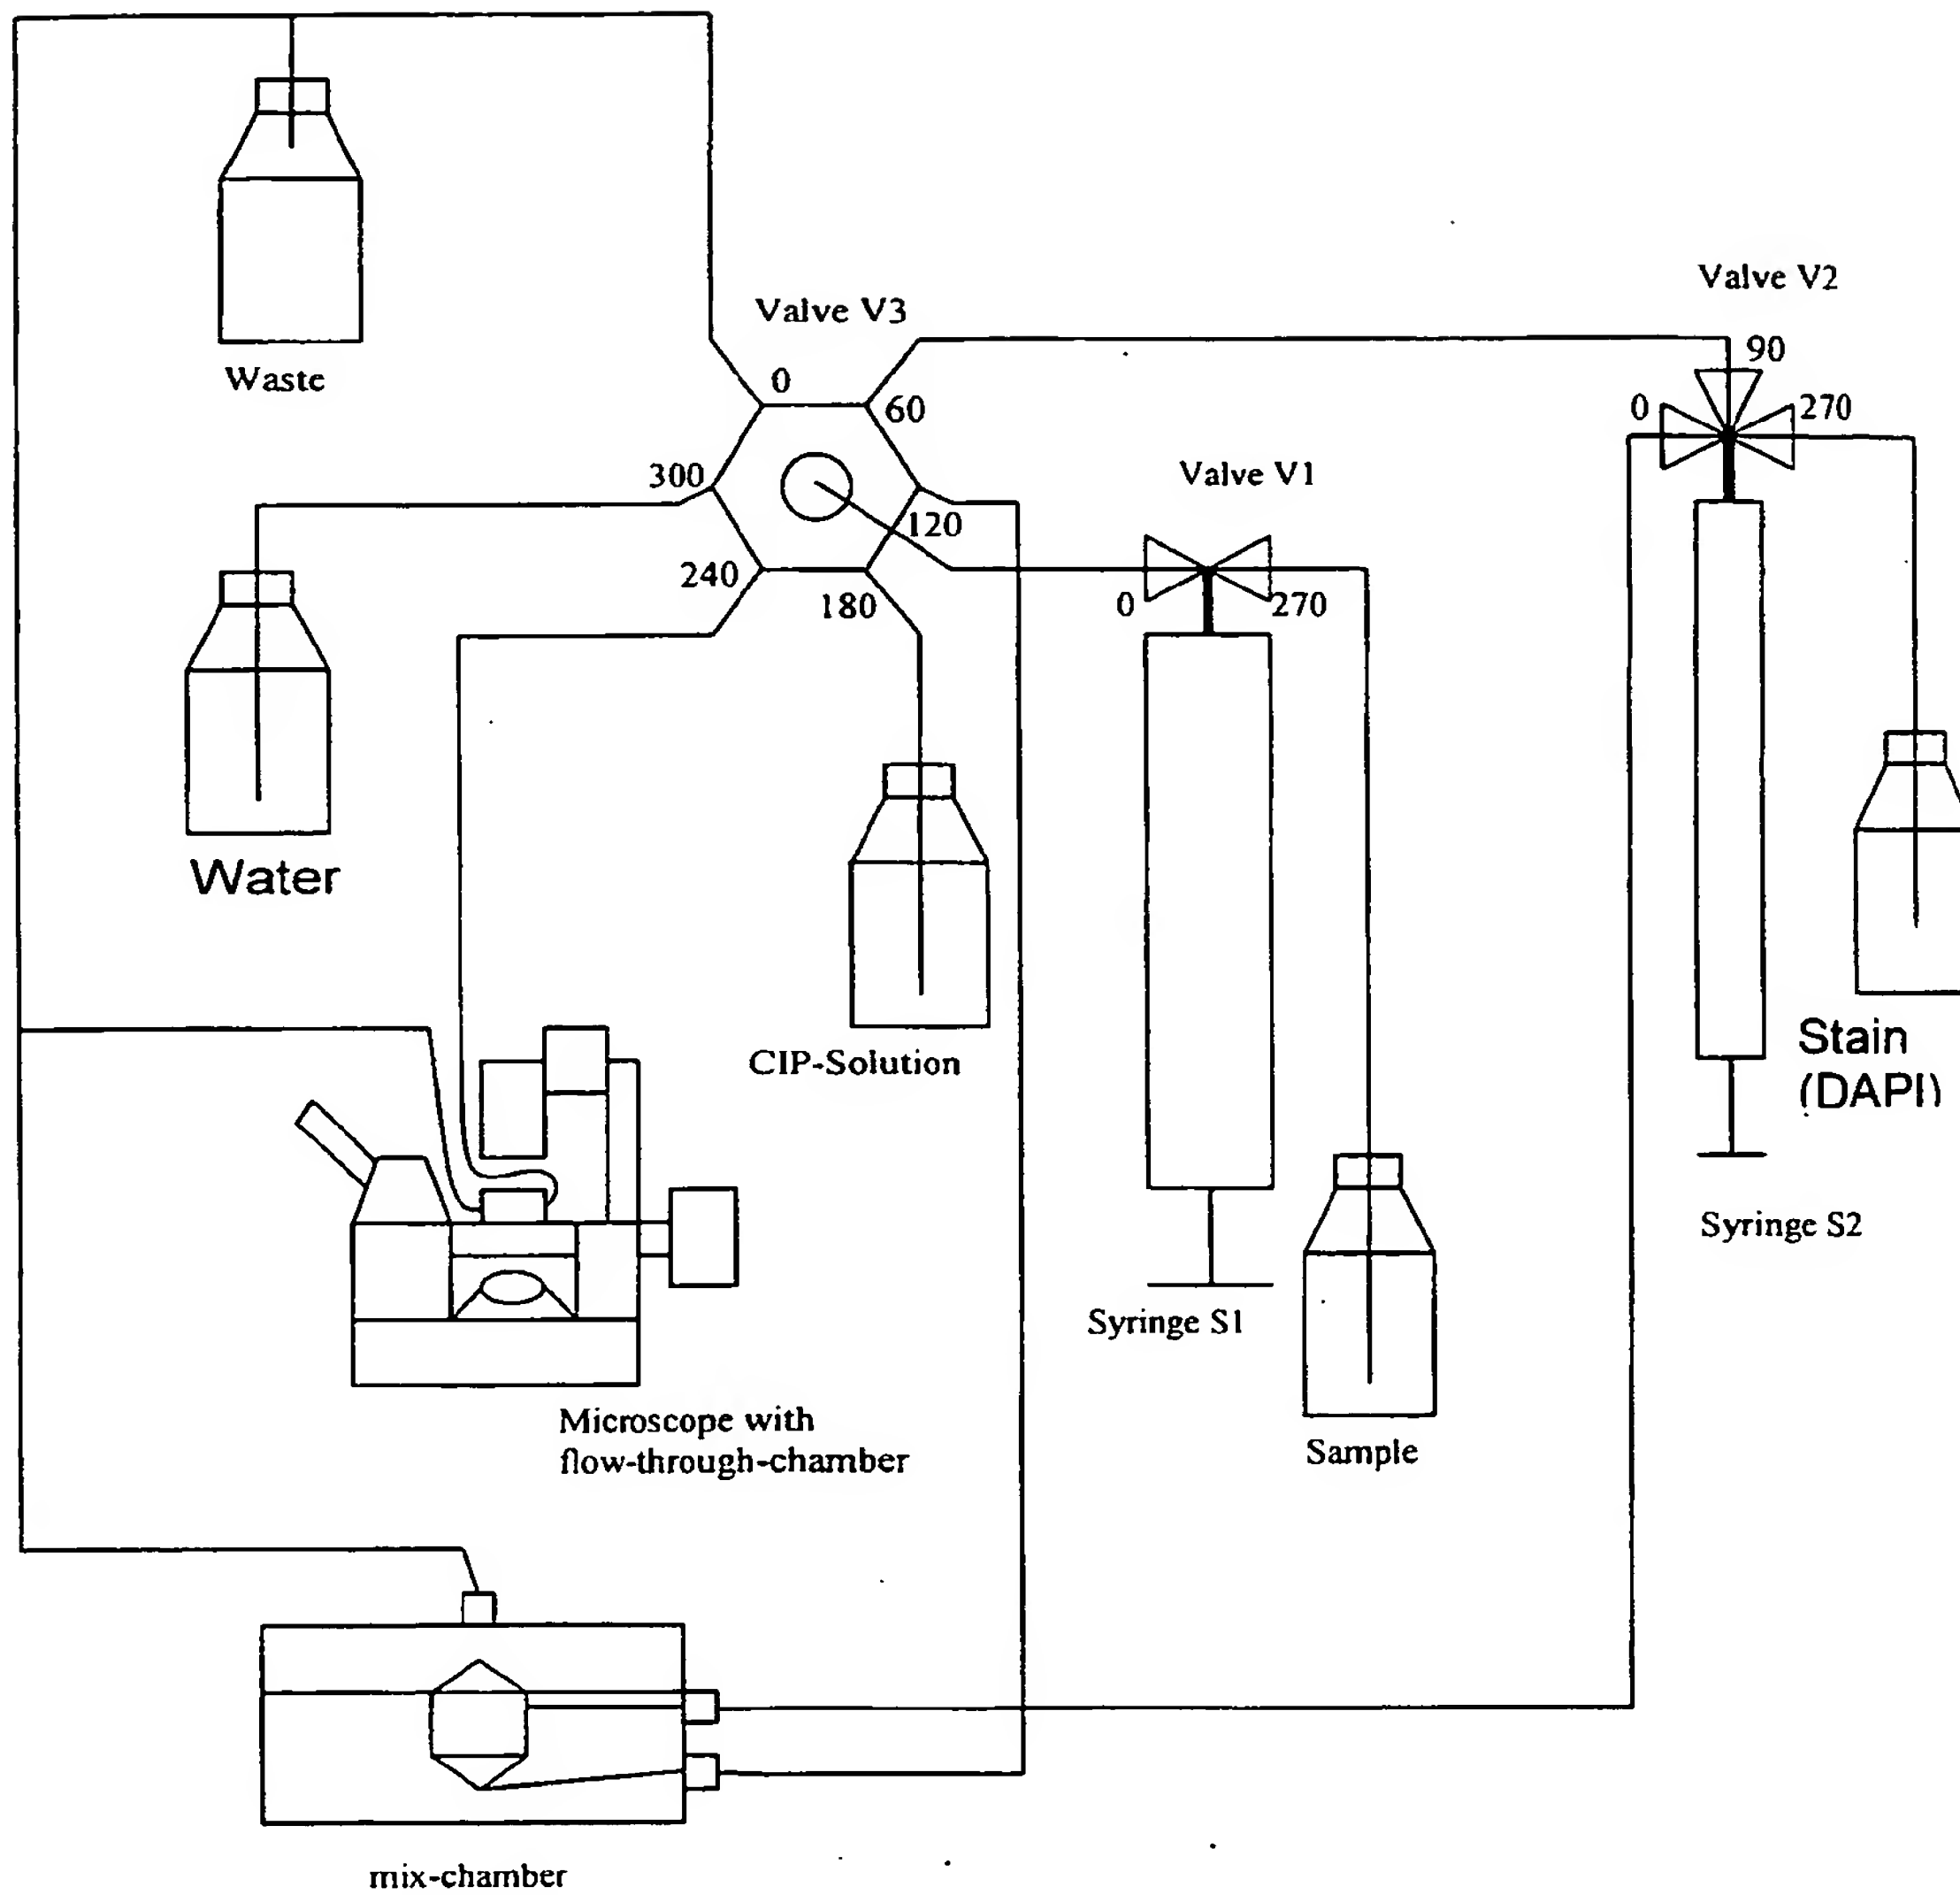 Valve V2
Valve V3
90
Waste
0
60
0
270
300
Valve V1
120
240
180
0
270
Water
CIP-Solution
Stain
(DAPI)
Syringe S2
Syringe S1
Microscope with
flow-through-chamber
Sample
mix-chamber